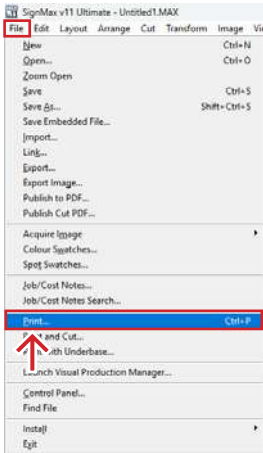 SignMax v11 Ultimate - Untitled1.MAX
File Edit Layout Arrange Cut Transform Image
New Ctrl+N
Open... Ctrl+O
Zoom Open
Save Ctrl+S
Save As... Shift+Ctrl+S
Save Embedded File...
Import...
Link...
Export...
Export Image...
Publish to PDF...
Publish Cut PDF...
Acquire Image
Colour Swatches...
Spot Swatches...
Job/Cost Notes...
Job/Cost Notes Search...
Print... Ctrl+P
and Cut...
with Underbase...
Launch Visual Production Manager...
Control Panel...
Find File
Install
Exit